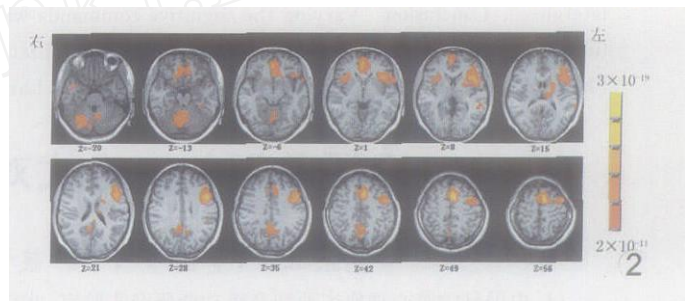 右
左
3×10⁻¹⁹
Z=-20 Z=-13 Z=-6 Z=1 Z=8 Z=15
Z=21 Z=28 Z=35 Z=42 Z=49 Z=56
2×10⁻¹³
2